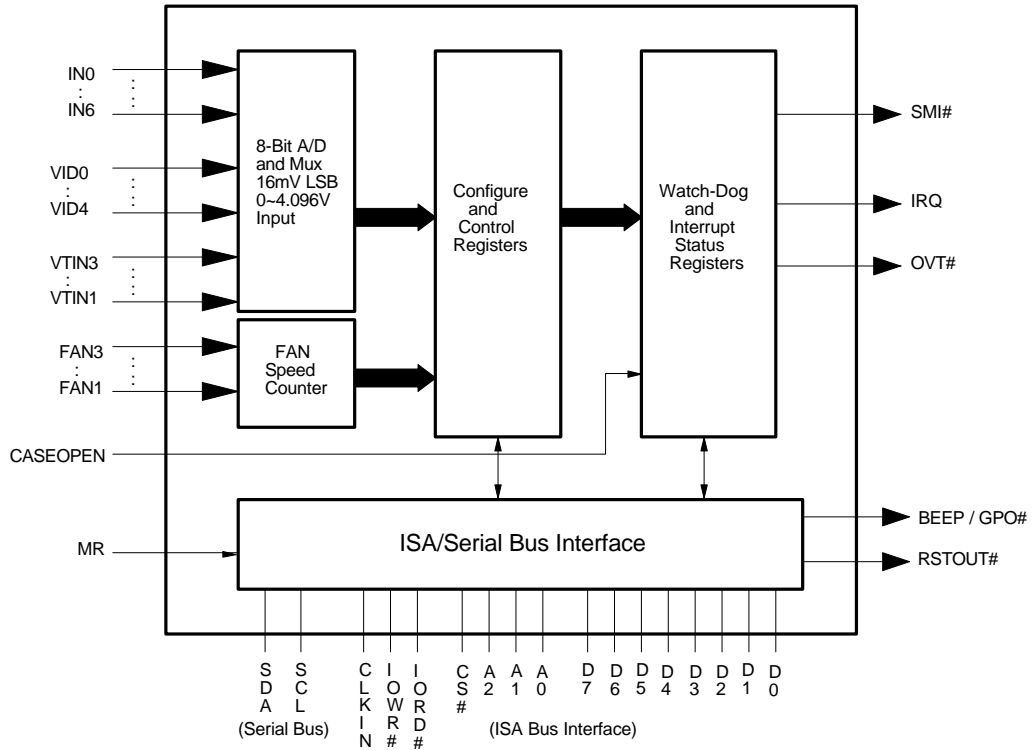 IN0
IN6
VID0
VID4
VTIN3
VTIN1
FAN3
FAN1
CASEOPEN
MR
8-Bit A/D
and Mux
16mV LSB
0~4.096V
Input
FAN
Speed
Counter
Configure
and
Control
Registers
Watch-Dog
and
Interrupt
Status
Registers
SMI#
IRQ
OVT#
BEEP / GPO#
RSTOUT#
ISA/Serial Bus Interface
SDA
SCL
CLKIN
IOWR#
IORD#
CS#
A2
A1
A0
D7
D6
D5
D4
D3
D2
D1
D0
(Serial Bus)
(ISA Bus Interface)